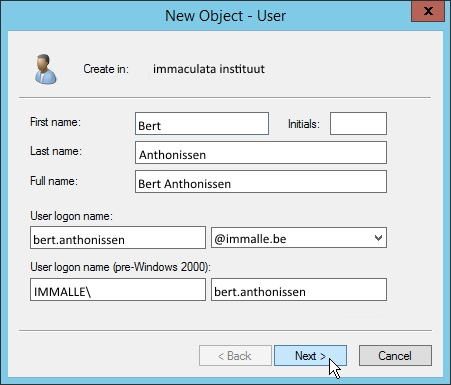 New Object - User
x
Create in: immaculata instituut
First name: Bert Initials:
Last name: Anthonissen
Full name: Bert Anthonissen
User logon name:
bert.anthonissen @immalle.be
User logon name (pre-Windows 2000):
IMMALLE\ bert.anthonissen
< Back Next > Cancel